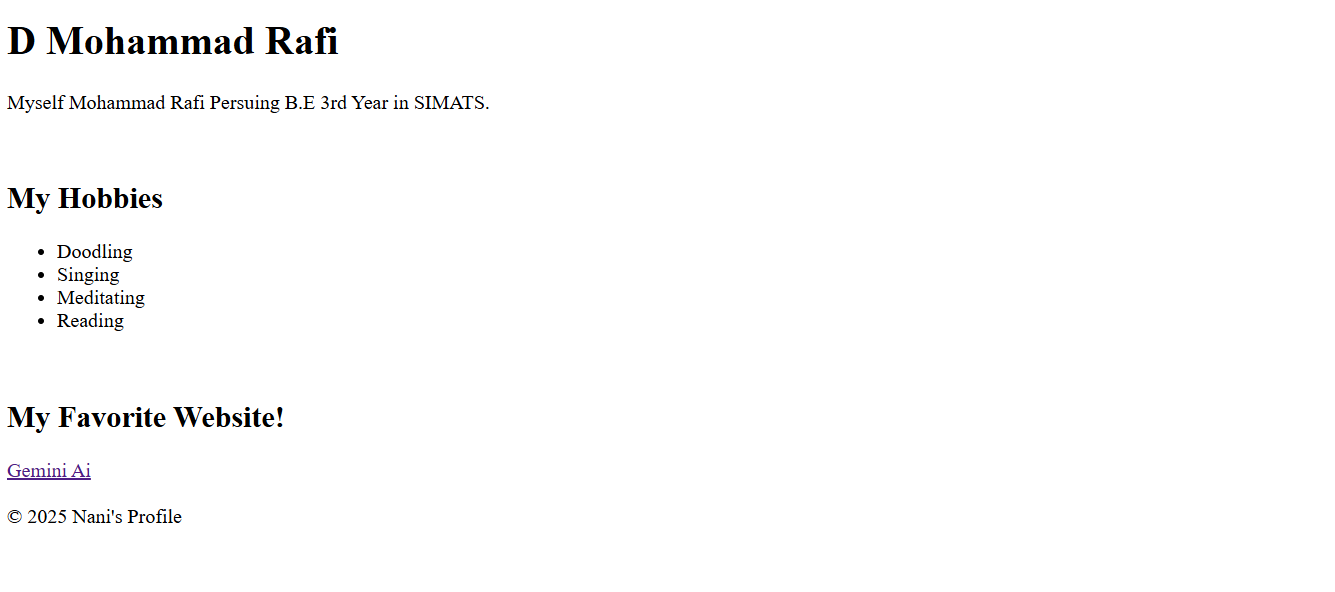 D Mohammad Rafi
Myself Mohammad Rafi Persuing B.E 3rd Year in SIMATS.
My Hobbies
Doodling
Singing
Meditating
Reading
My Favorite Website!
Gemini Ai
© 2025 Nani's Profile